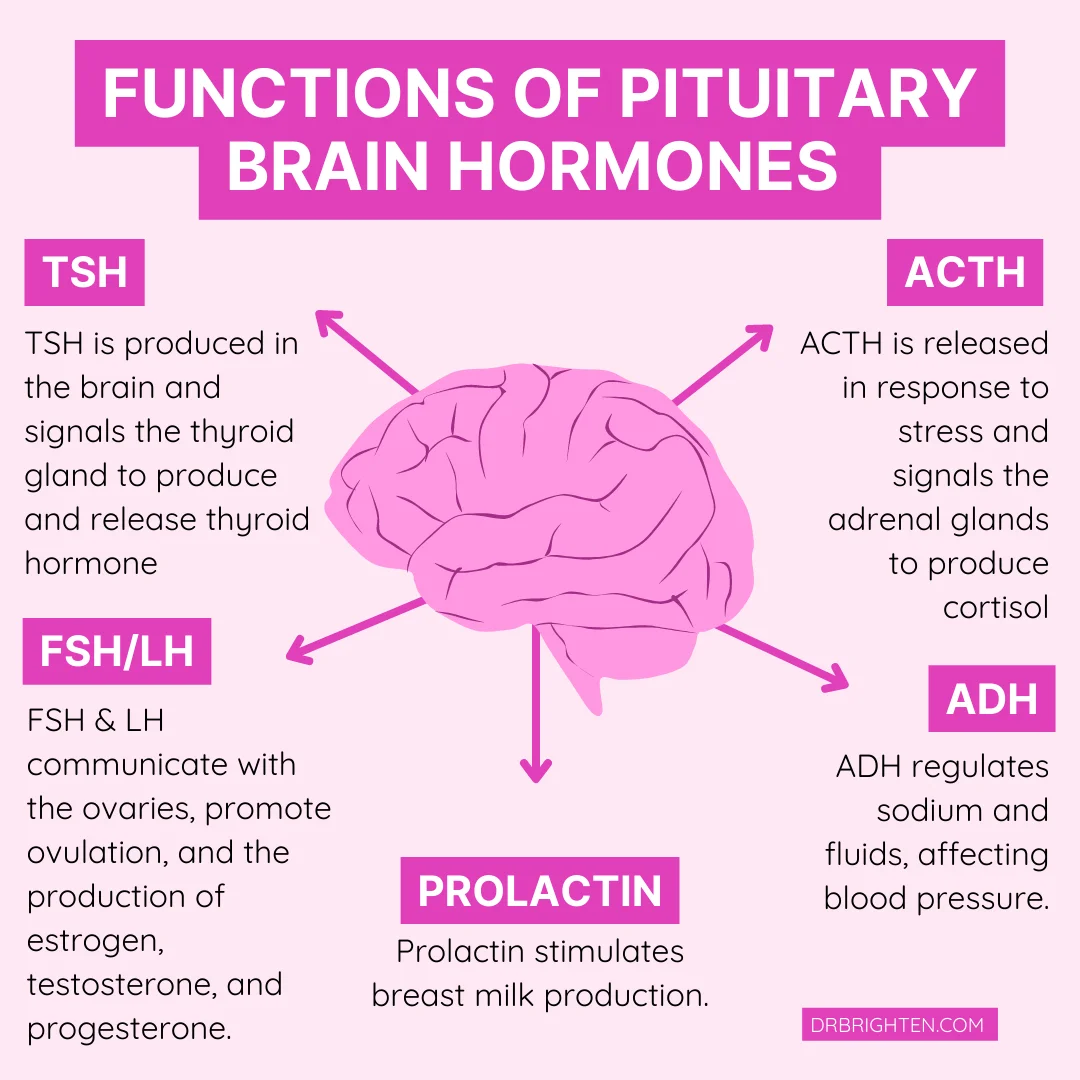 FUNCTIONS OF PITUITARY
BRAIN HORMONES
TSH
TSH is produced in
the brain and
signals the thyroid
gland to produce
and release thyroid
hormone
ACTH
ACTH is released
in response to
stress and
signals the
adrenal glands
to produce
cortisol
FSH/LH
FSH & LH
communicate with
the ovaries, promote
ovulation, and the
production of
estrogen,
testosterone, and
progesterone.
PROLACTIN
Prolactin stimulates
breast milk production.
ADH
ADH regulates
sodium and
fluids, affecting
blood pressure.
DRBRIGHTEN.COM